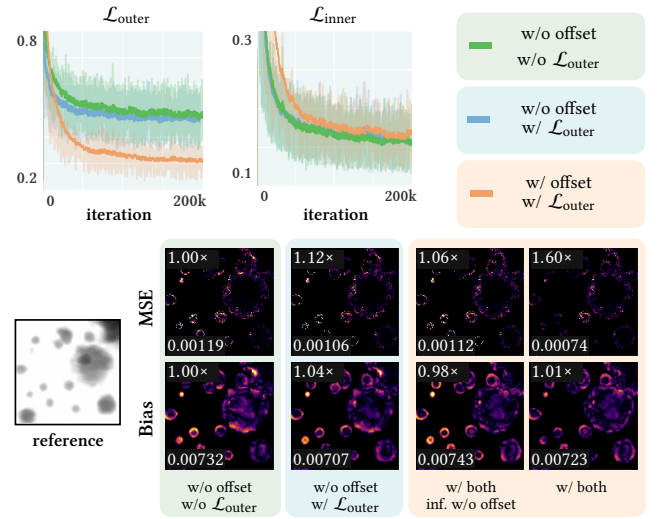 ℒouter
ℒinner
0.8
0.2
0
200k
iteration
0.3
0.1
0
200k
iteration
w/o offset
w/o ℒouter
w/o offset
w/ ℒouter
w/ offset
w/ ℒouter
MSE
1.00×
1.12×
1.06×
1.60×
0.00119
0.00106
0.00112
0.00074
Bias
1.00×
1.04×
0.98×
1.01×
0.00732
0.00707
0.00743
0.00723
reference
w/o offset
w/o ℒouter
w/o offset
w/ ℒouter
w/ both
inf. w/o offset
w/ both